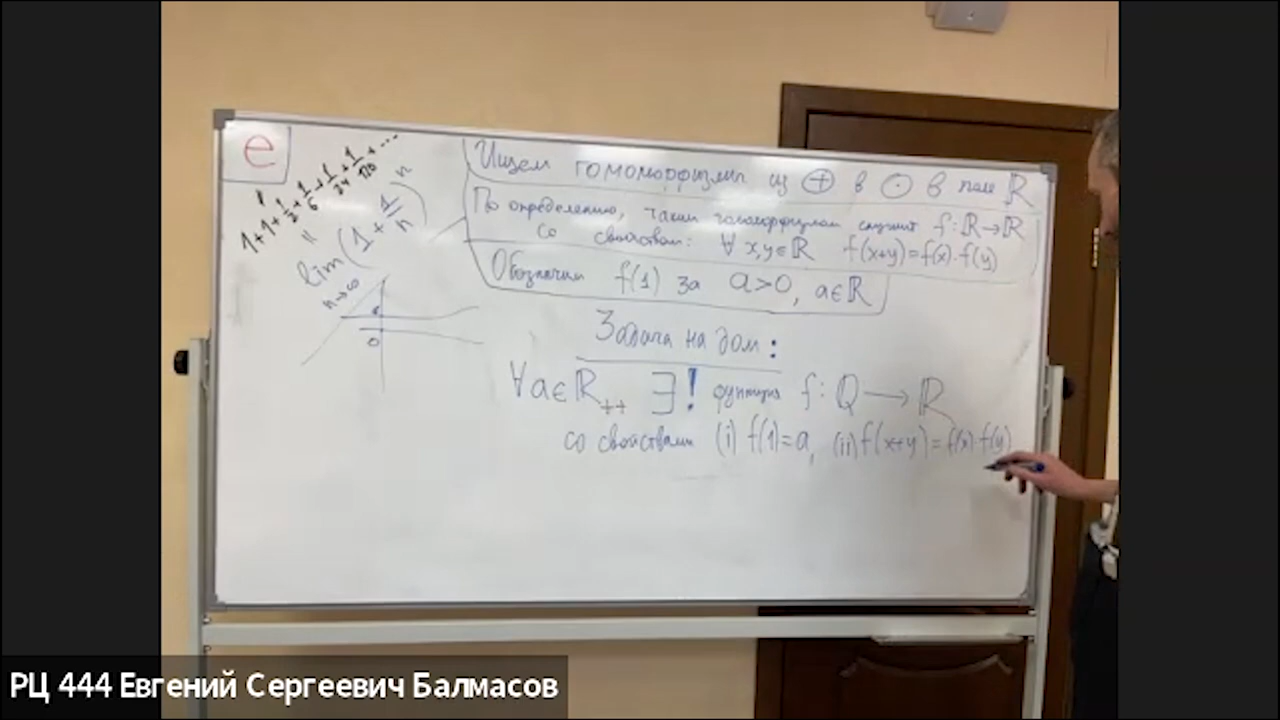 e
1+1+1/2+1/6+1/24+1/120+...
=
lim (1+1/n)^n
n→∞
0
Ищем гомоморфизм из ⊕ в ⊙ в поле ℝ
По определению, таким гомоморфизмом служит f: ℝ→ℝ
со свойством: ∀ x,y∈ℝ f(x+y)=f(x)·f(y)
Обозначим f(1) за a>0, a∈ℝ
Задача на дом:
∀a∈ℝ₊₊ ∃! функция f: ℚ → ℝ
со свойствами (i) f(1)=a, (ii) f(x+y)=f(x)·f(y)
РЦ 444 Евгений Сергеевич Балмасов